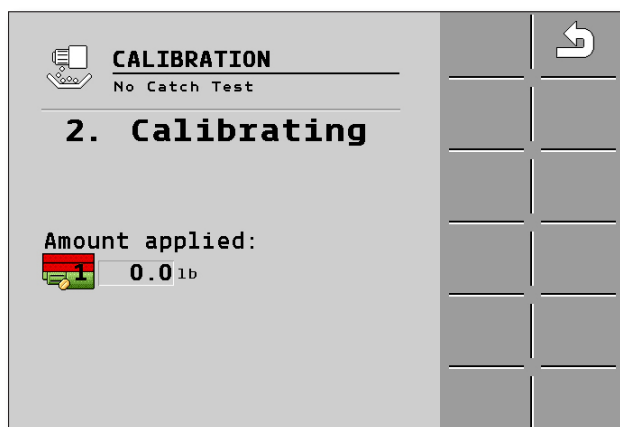 CALIBRATION
No Catch Test
2. Calibrating
Amount applied:
1 0.0 lb